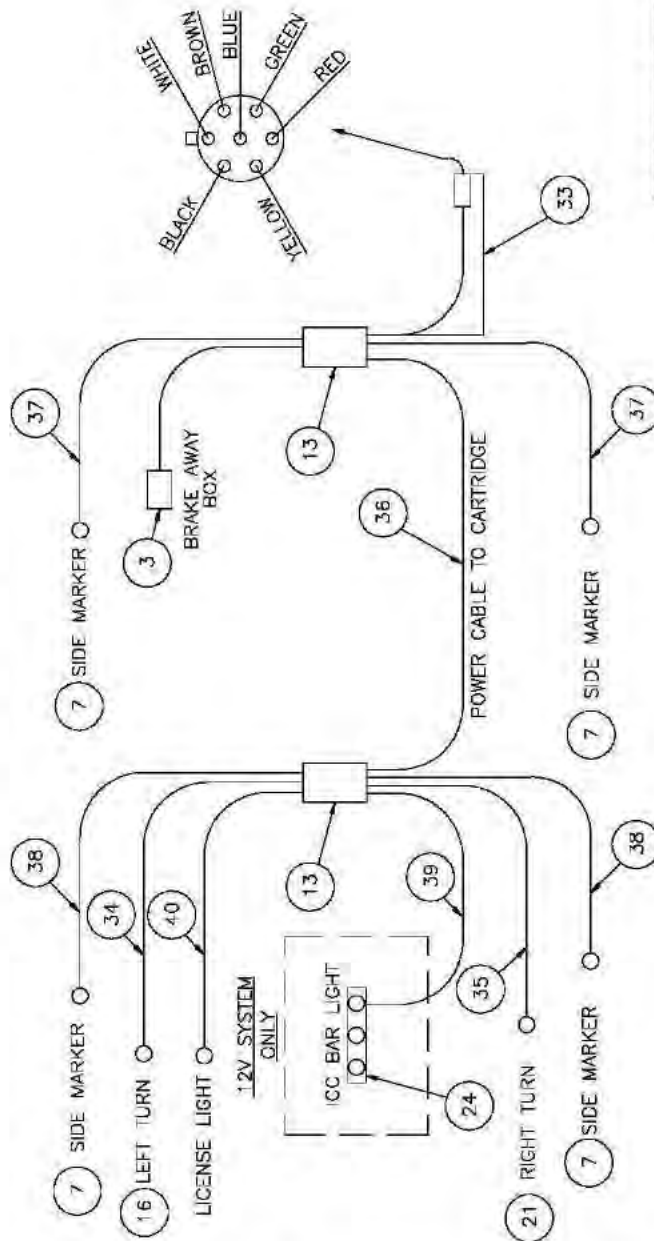 38
37
7 SIDE MARKER
7 SIDE MARKER
34
16 LEFT TURN
3
BRAKE AWAY
BOX
40
LICENSE LIGHT
BLACK
WHITE
BROWN
BLUE
GREEN
RED
YELLOW
12V SYSTEM
ONLY
13
13
ICC BAR LIGHT
24
39
36
POWER CABLE TO CARTRIDGE
35
21 RIGHT TURN
33
7 SIDE MARKER
38
7 SIDE MARKER
37